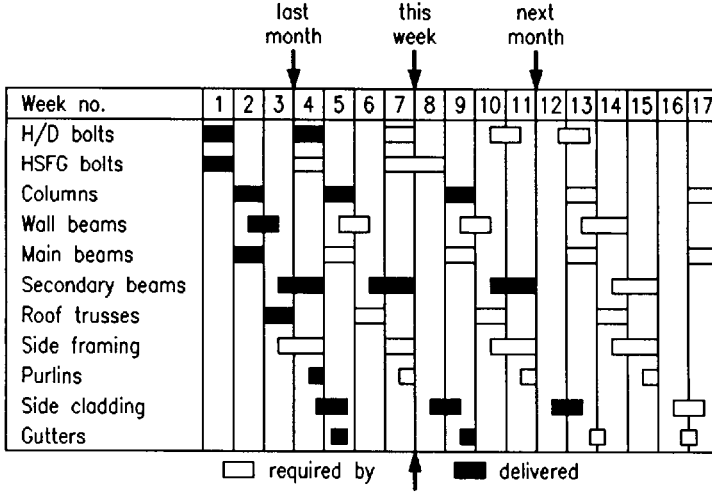 last month
this week
next month
Week no. 1 2 3 4 5 6 7 8 9 10 11 12 13 14 15 16 17
H/D bolts
HSFG bolts
Columns
Wall beams
Main beams
Secondary beams
Roof trusses
Side framing
Purlins
Side cladding
Gutters
required by
delivered